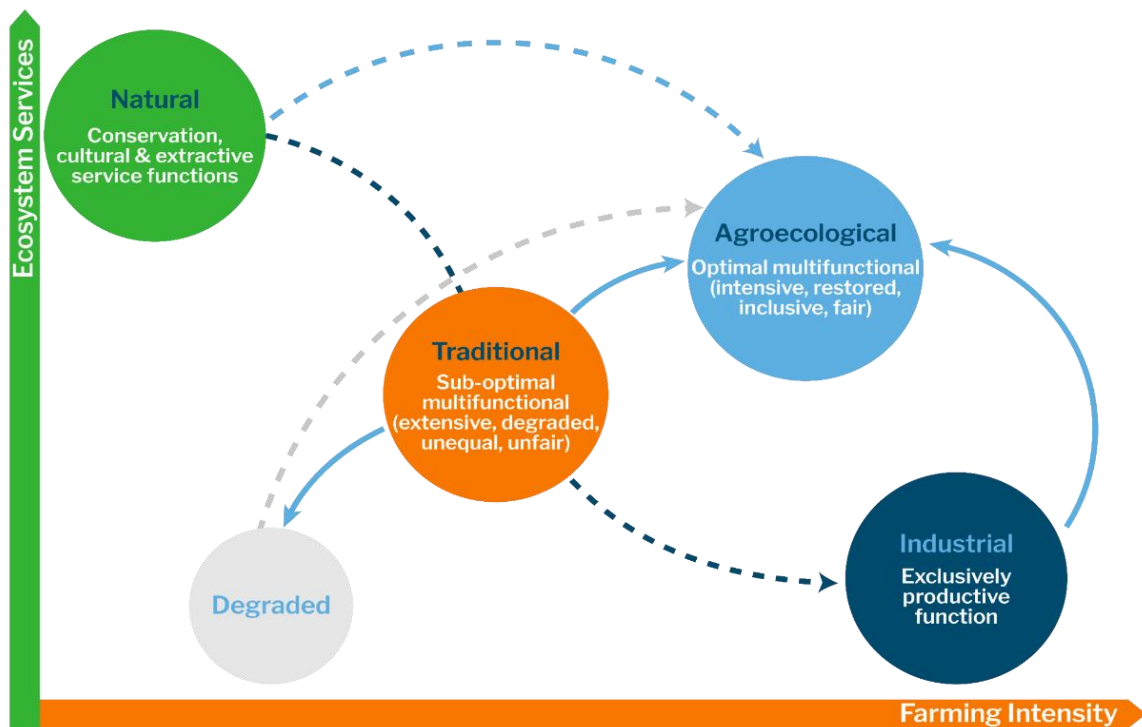 Ecosystem Services
Natural
Conservation,
cultural & extractive
service functions
Agroecological
Optimal multifunctional
(intensive, restored,
inclusive, fair)
Traditional
Sub-optimal
multifunctional
(extensive, degraded,
unequal, unfair)
Industrial
Exclusively
productive
function
Degraded
Farming Intensity